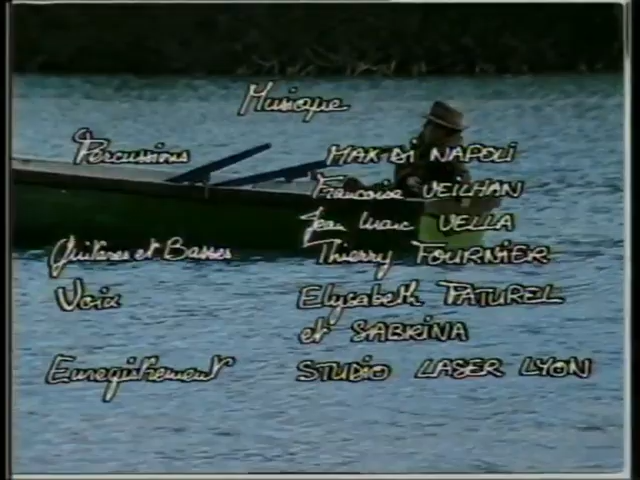 Musique
Percussions MAX DI NAPOLI
Françoise VEILHAN
Jean Marc VELLA
Guitares et Basses Thierry FOURNIER
Voix Elysabeth PATUREL
et SABRINA
Enregistrement STUDIO LASER LYON